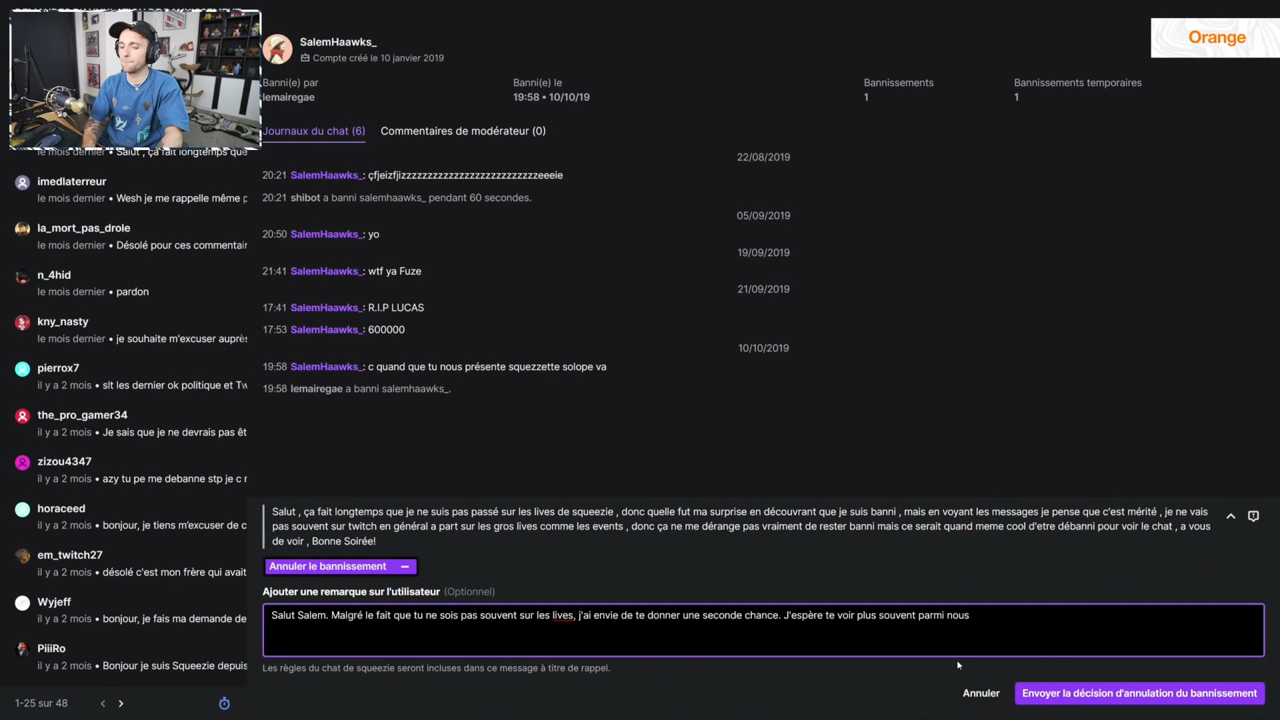 Orange
SalemHaawks_
Compte créé le 10 janvier 2019
Banni(e) par
lemairegae
Banni(e) le
19:58 • 10/10/19
Bannissements
1
Bannissements temporaires
1
Journaux du chat (6)
Commentaires de modérateur (0)
22/08/2019
20:21 SalemHaawks_: çfjeizfjizzzzzzzzzzzzzzzzzzzzzzzzzzeeeie
20:21 shibot a banni salemhaawks_ pendant 60 secondes.
05/09/2019
20:50 SalemHaawks_: yo
19/09/2019
21:41 SalemHaawks_: wtf ya Fuze
21/09/2019
17:41 SalemHaawks_: R.I.P LUCAS
17:53 SalemHaawks_: 600000
10/10/2019
19:58 SalemHaawks_: c quand que tu nous présente squezzette solope va
19:58 lemairegae a banni salemhaawks_.
le mois dernier • Salut , ça fait longtemps que
imedlaterreur
le mois dernier • Wesh je me rappelle même p
la_mort_pas_drole
le mois dernier • Désolé pour ces commentair
n_4hid
le mois dernier • pardon
kny_nasty
le mois dernier • je souhaite m'excuser auprès
pierrox7
il y a 2 mois • slt les dernier ok politique et Tw
the_pro_gamer34
il y a 2 mois • Je sais que je ne devrais pas êt
zizou4347
il y a 2 mois • azy tu pe me debanne stp je c r
horaceed
il y a 2 mois • bonjour, je tiens m'excuser de c
em_twitch27
il y a 2 mois • désolé c'est mon frère qui avait
Wyjeff
il y a 2 mois • bonjour, je fais ma demande de
PiiiRo
il y a 2 mois • Bonjour je suis Squeezie depuis
1-25 sur 48
Salut , ça fait longtemps que je ne suis pas passé sur les lives de squeezie , donc quelle fut ma surprise en découvrant que je suis banni , mais en voyant les messages je pense que c'est mérité , je ne vais
pas souvent sur twitch en général a part sur les gros lives comme les events , donc ça ne me dérange pas vraiment de rester banni mais ce serait quand meme cool d'etre débanni pour voir le chat , a vous
de voir , Bonne Soirée!
Annuler le bannissement
Ajouter une remarque sur l'utilisateur (Optionnel)
Salut Salem. Malgré le fait que tu ne sois pas souvent sur les lives, j'ai envie de te donner une seconde chance. J'espère te voir plus souvent parmi nous
Les règles du chat de squeezie seront incluses dans ce message à titre de rappel.
Annuler
Envoyer la décision d'annulation du bannissement